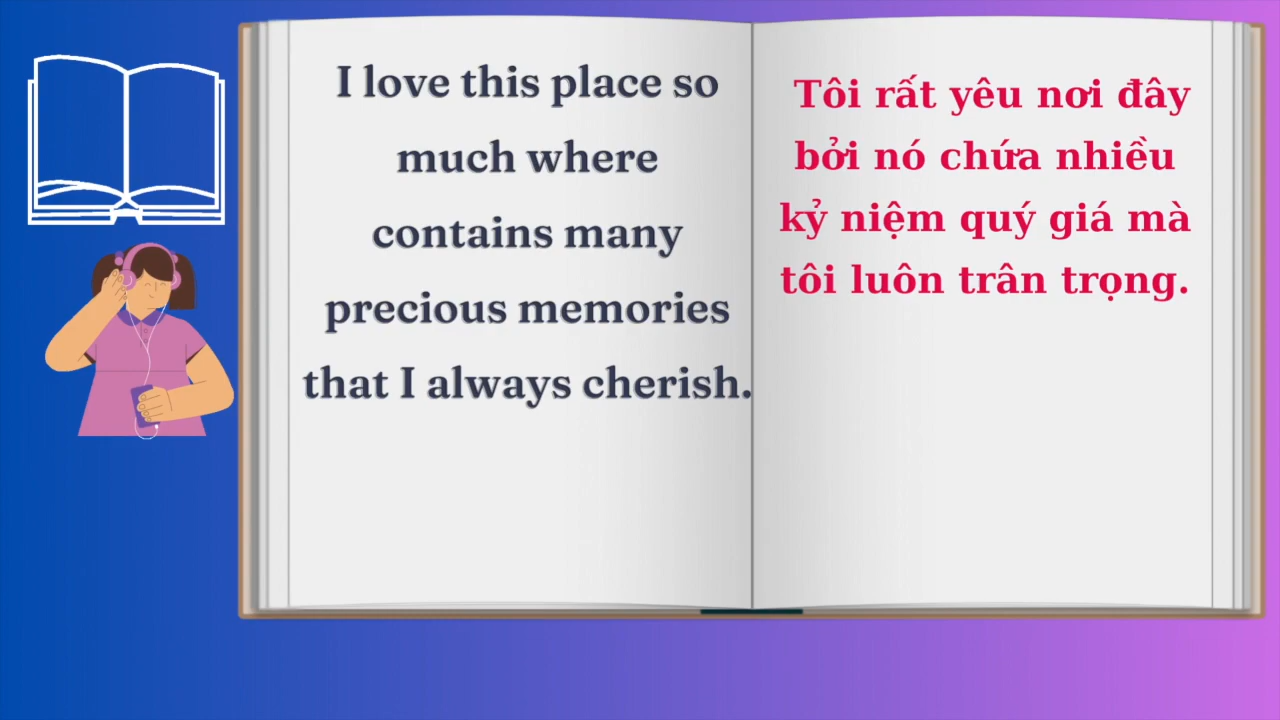 I love this place so
much where
contains many
precious memories
that I always cherish.
Tôi rất yêu nơi đây
bởi nó chứa nhiều
kỷ niệm quý giá mà
tôi luôn trân trọng.